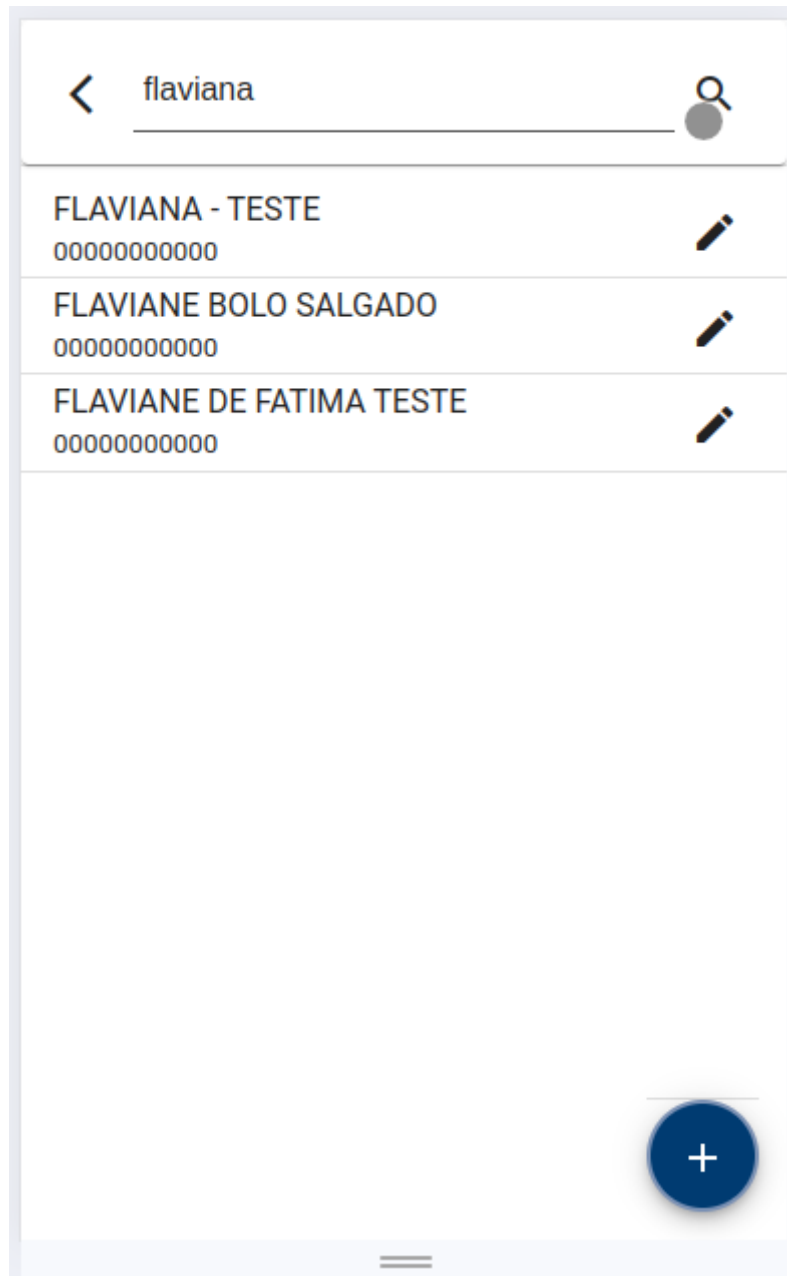 flaviana
FLAVIANA - TESTE
00000000000
FLAVIANE BOLO SALGADO
00000000000
FLAVIANE DE FATIMA TESTE
00000000000